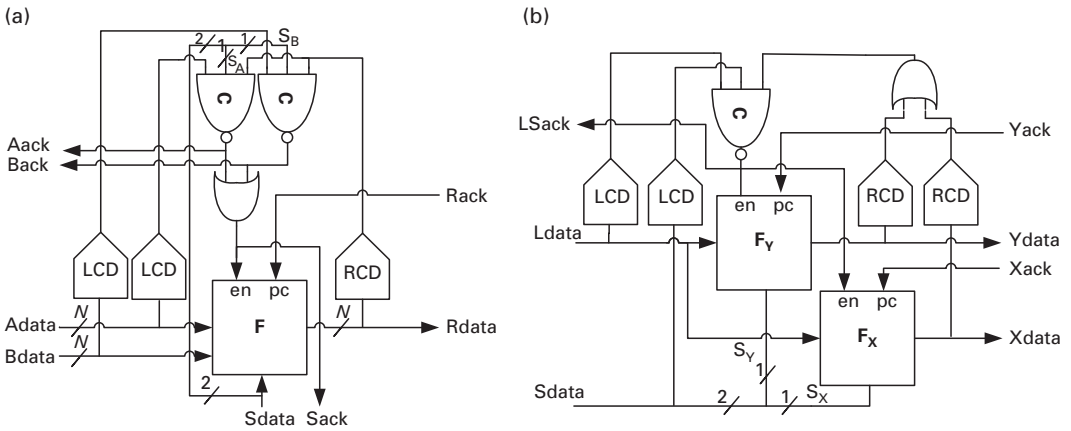 (a)
2
1
1
S_B
S_A
C
C
Aack
Back
Rack
LCD
LCD
RCD
en
pc
F
Adata
N
N
Rdata
Bdata
N
2
Sdata
Sack
(b)
C
LSack
Yack
LCD
LCD
RCD
RCD
en
pc
F_Y
Ldata
Ydata
Xack
en
pc
F_X
Xdata
S_Y
1
Sdata
2
1
S_X